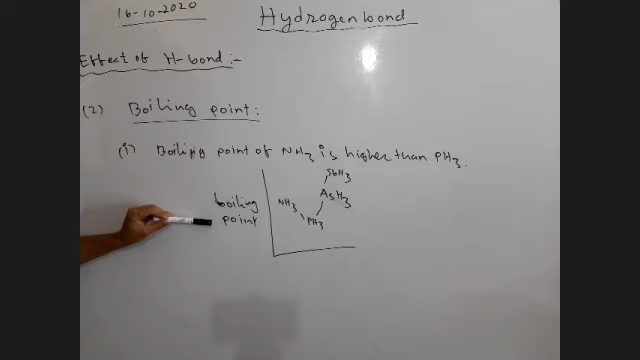 16-10-2020
Hydrogen bond
Effect of H-bond:-
(2) Boiling point:
(i) Boiling point of NH3 is higher than PH3.
SbH3
AsH3
NH3
PH3
boiling
point